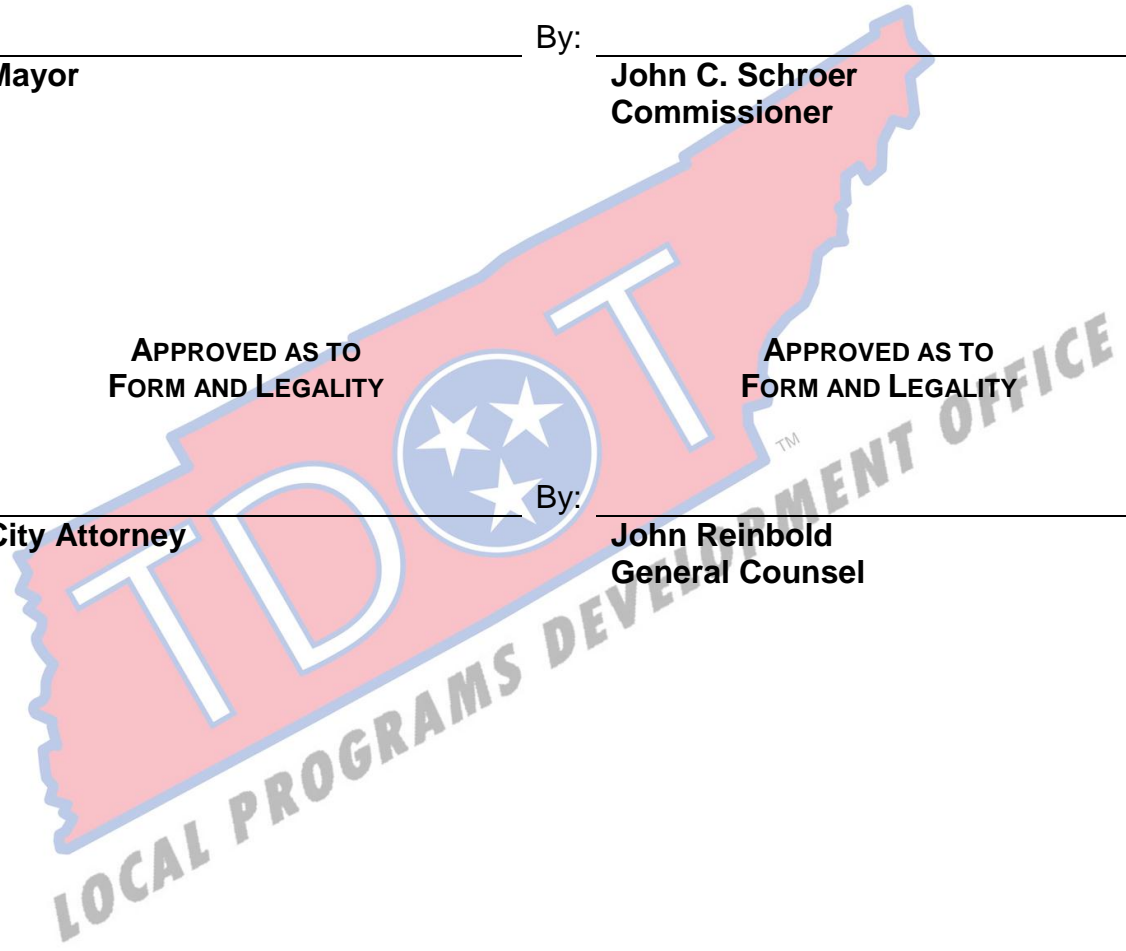 By:
Mayor
John C. Schroer
Commissioner
APPROVED AS TO
FORM AND LEGALITY
APPROVED AS TO
FORM AND LEGALITY
By:
City Attorney
John Reinbold
General Counsel
TDOT
TM
LOCAL PROGRAMS DEVELOPMENT OFFICE